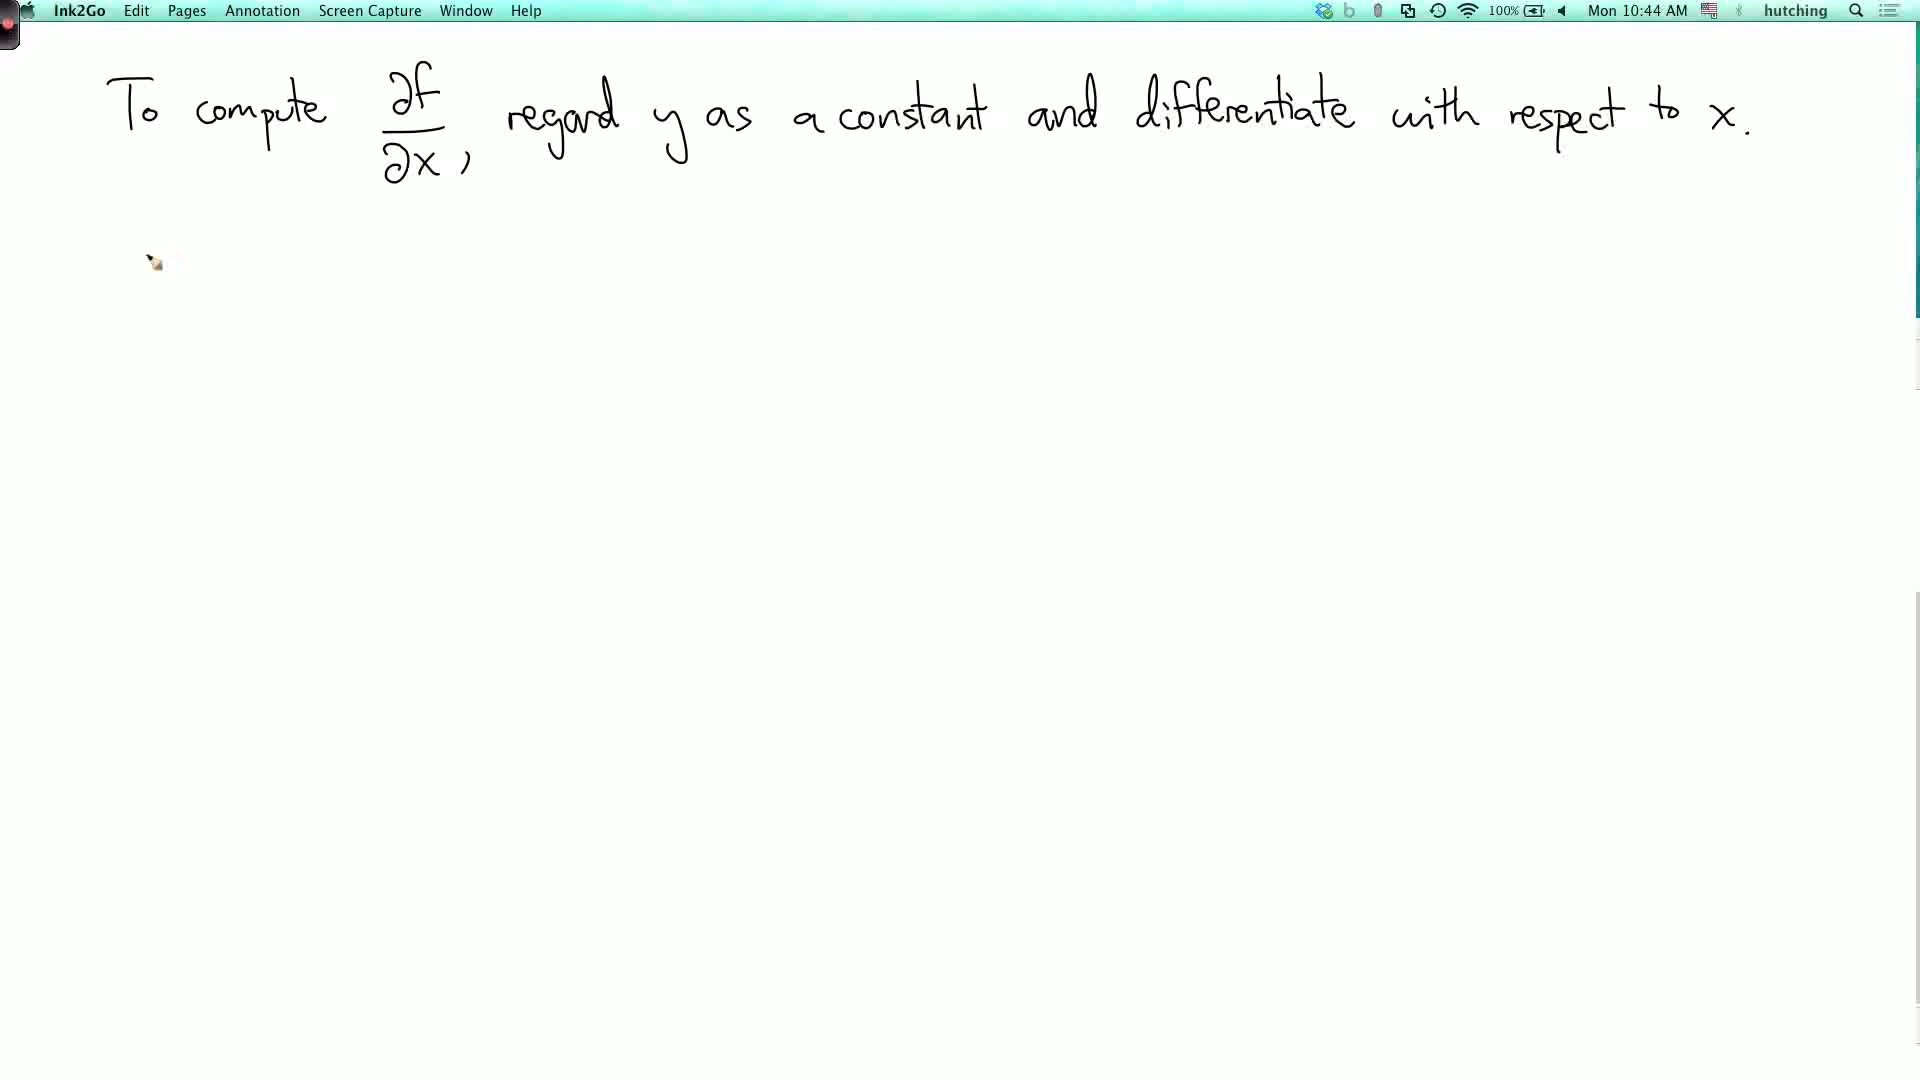 Ink2Go Edit Pages Annotation Screen Capture Window Help 100% Mon 10:44 AM hutching
To compute ∂f/∂x, regard y as a constant and differentiate with respect to x.